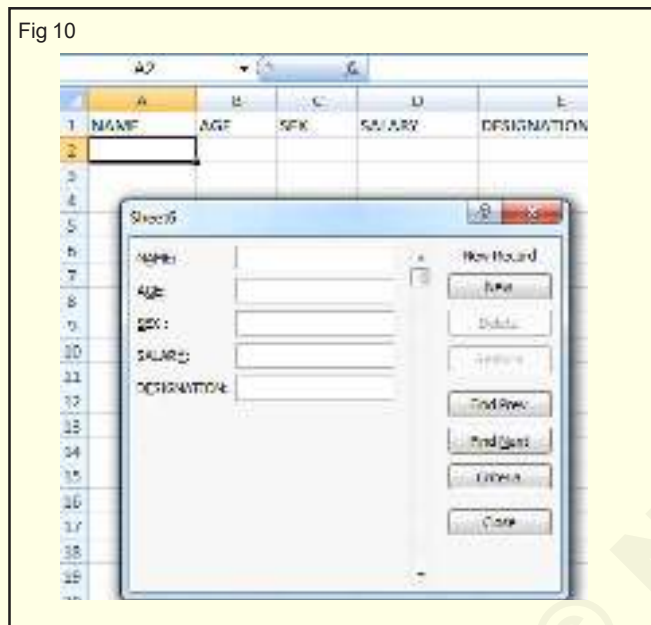 Fig 10
A2
A B C D E
1 NAME AGE SEX SALARY DESIGNATION
2
3
4
5
6
7
8
9
10
11
12
13
14
15
16
17
18
19
Sheet6
NAME:
AGE:
SEX :
SALARY:
DESIGNATION:
New Record
New
Delete
Restore
Find Prev
Find Next
Criteria
Close